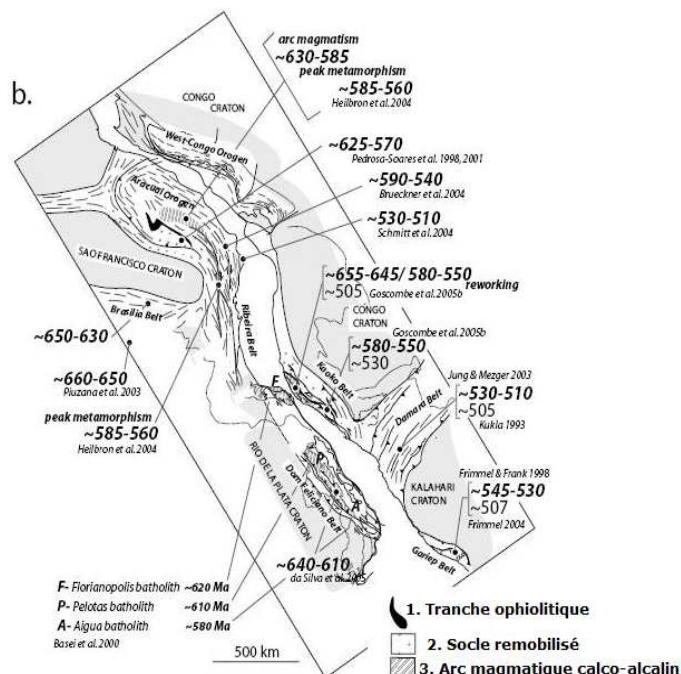 b.
arc magmatism
~630-585
peak metamorphism
~585-560
Heilbron et al. 2004
CONGO
CRATON
West-Congo Orogen
~625-570
Pedrosa-Soares et al. 1998, 2001
Aracuai Orogen
~590-540
Brueckner et al. 2004
~530-510
Schmitt et al. 2004
SAO FRANCISCO CRATON
~655-645/ 580-550
reworking
~505
Goscombe et al. 2005b
CONGO
CRATON
Goscombe et al. 2005b
Brasilia Belt
Ribeira Belt
~650-630
~580-550
~530
~660-650
Pluzana et al. 2003
Kaoko Belt
Jung & Mezger 2003
peak metamorphism
~585-560
Heilbron et al. 2004
F
Damara Belt
~530-510
~505
Kukla 1993
RIO DE LA PLATA CRATON
P
Dom Feliciano Belt
A
Frimmel & Frank 1998
KALAHARI
CRATON
~545-530
~507
Frimmel 2004
Gariep Belt
~640-610
da Silva et al. 2005
F- Florianopolis batholith ~620 Ma
P- Pelotas batholith ~610 Ma
A- Aigua batholith ~580 Ma
Basei et al. 2000
500 km
1. Tranche ophiolitique
2. Socle remobilisé
3. Arc magmatique calco-alcalin